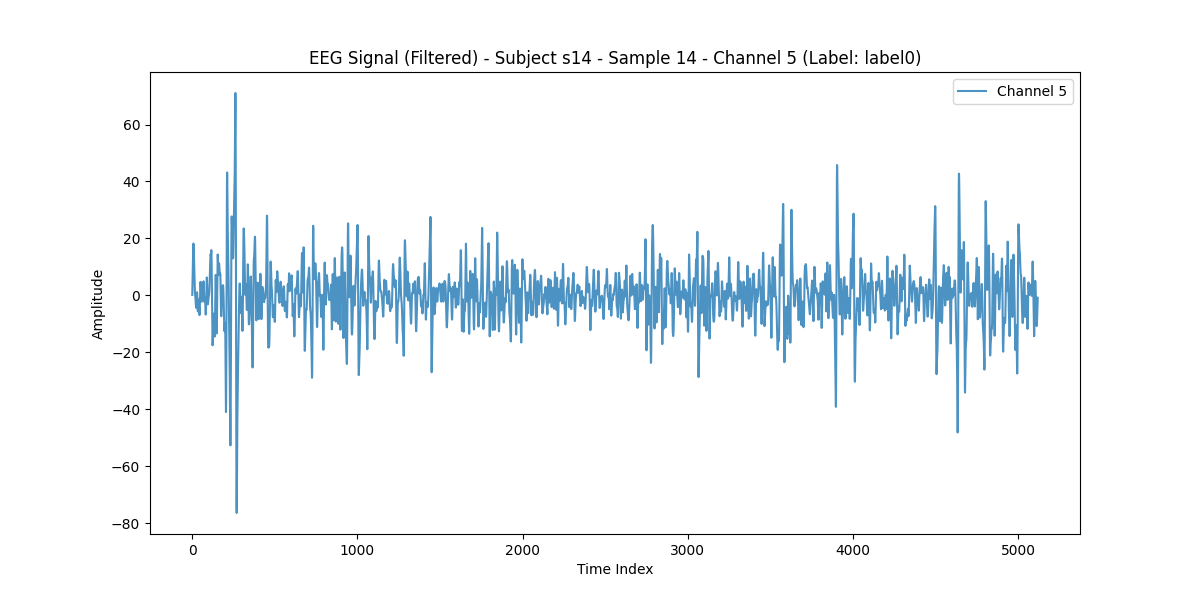 EEG Signal (Filtered) - Subject s14 - Sample 14 - Channel 5 (Label: label0)
Channel 5
60
40
20
0
−20
−40
−60
−80
Amplitude
0 1000 2000 3000 4000 5000
Time Index